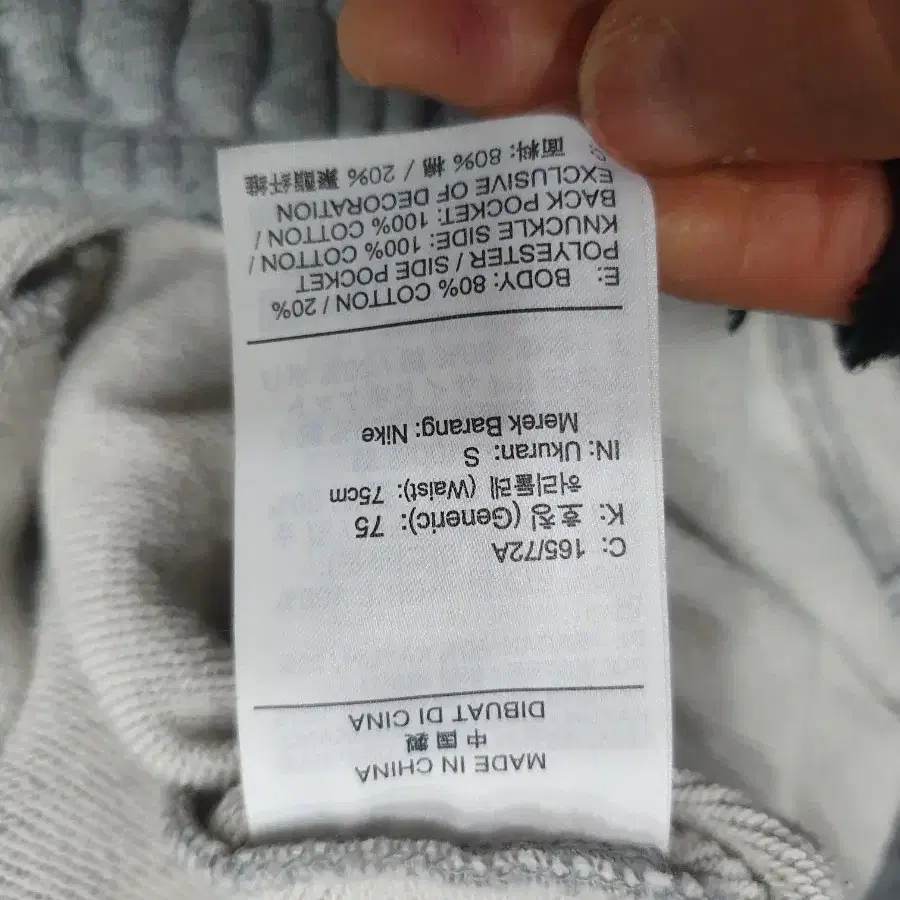 MADE IN CHINA
中 国 製
DIBUAT DI CINA
C: 165/72A
K: 호칭 (Generic): 75
허리둘레 (Waist): 75cm
IN: Ukuran: S
Merek Barang: Nike
E: BODY: 80% COTTON / 20%
POLYESTER / SIDE POCKET
KNUCKLE SIDE: 100% COTTON /
BACK POCKET: 100% COTTON /
EXCLUSIVE OF DECORATION
面料: 80% 棉 / 20% 聚酯纤维